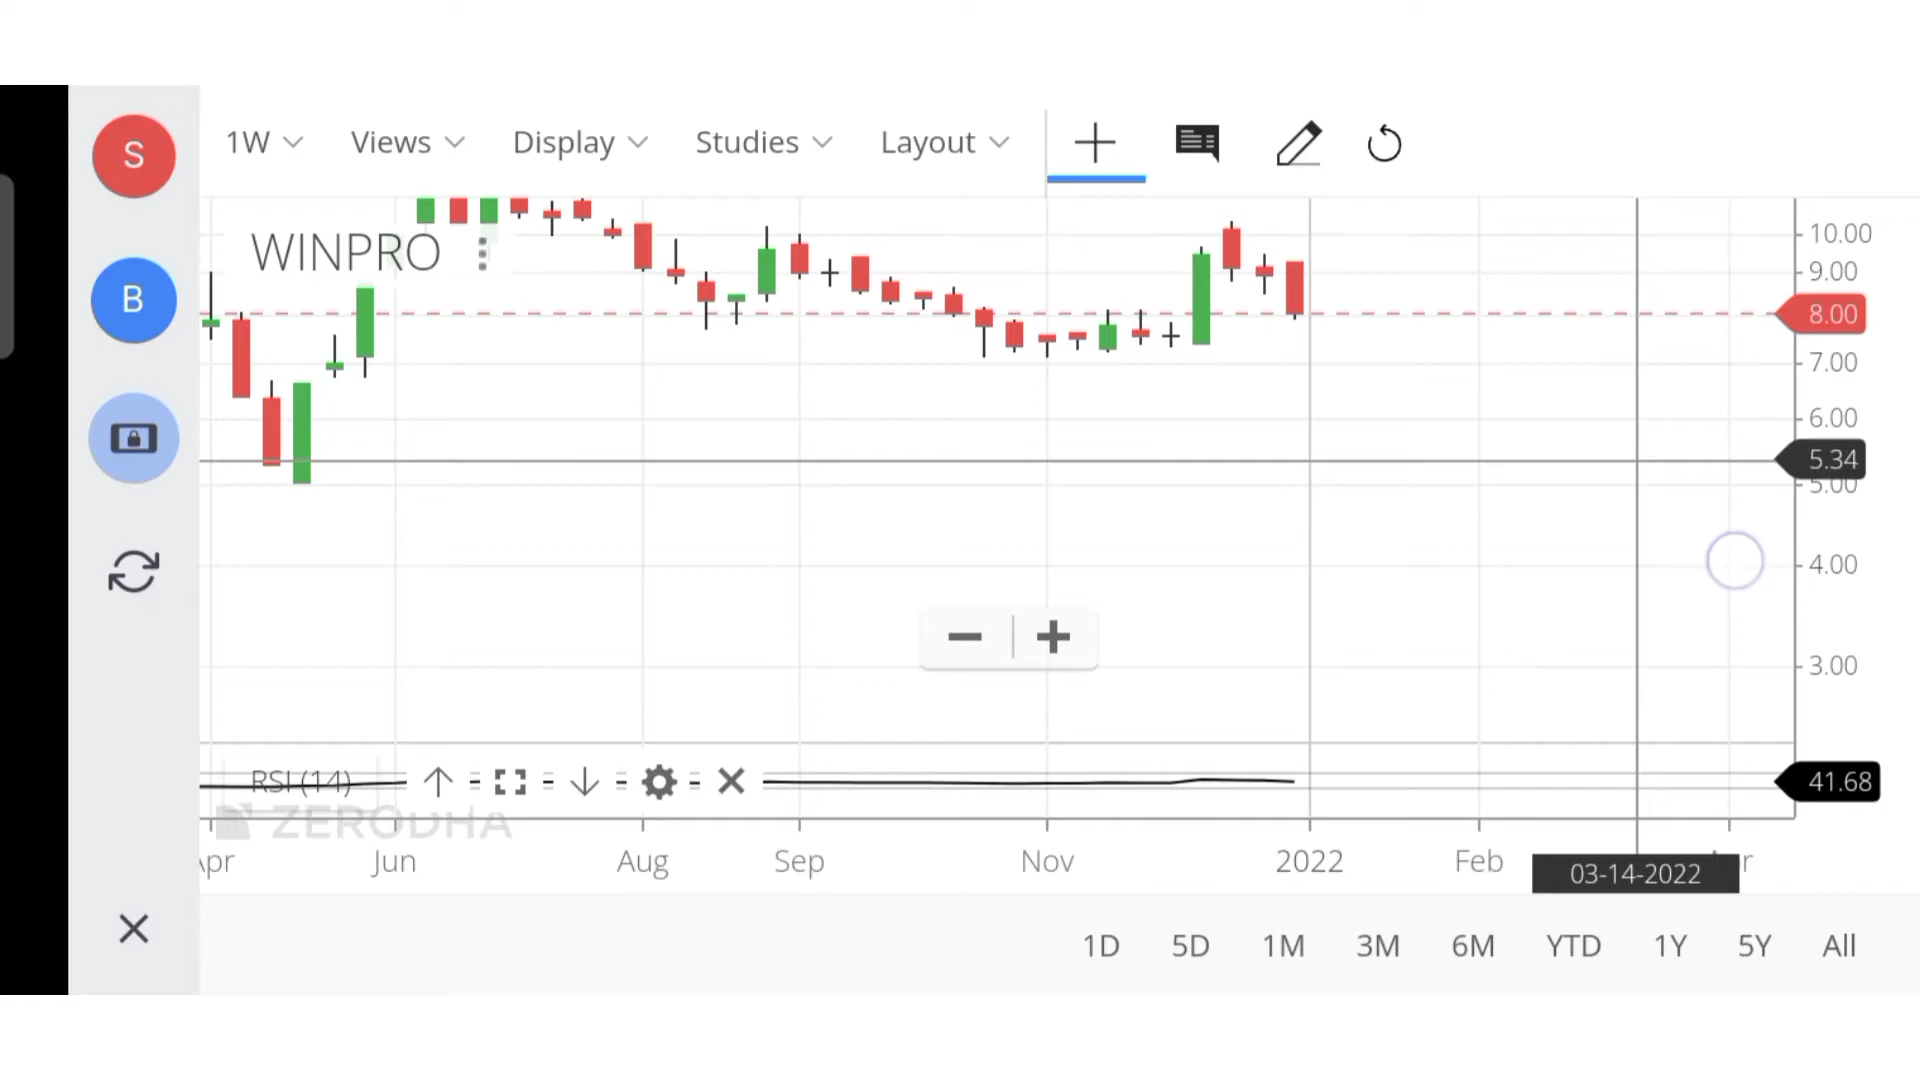 S
1W Views Display Studies Layout
WINPRO
B
10.00
9.00
8.00
7.00
6.00
5.34
5.00
4.00
3.00
RSI (14)
41.68
ZERODHA
Apr Jun Aug Sep Nov 2022 Feb
03-14-2022
1D 5D 1M 3M 6M YTD 1Y 5Y All